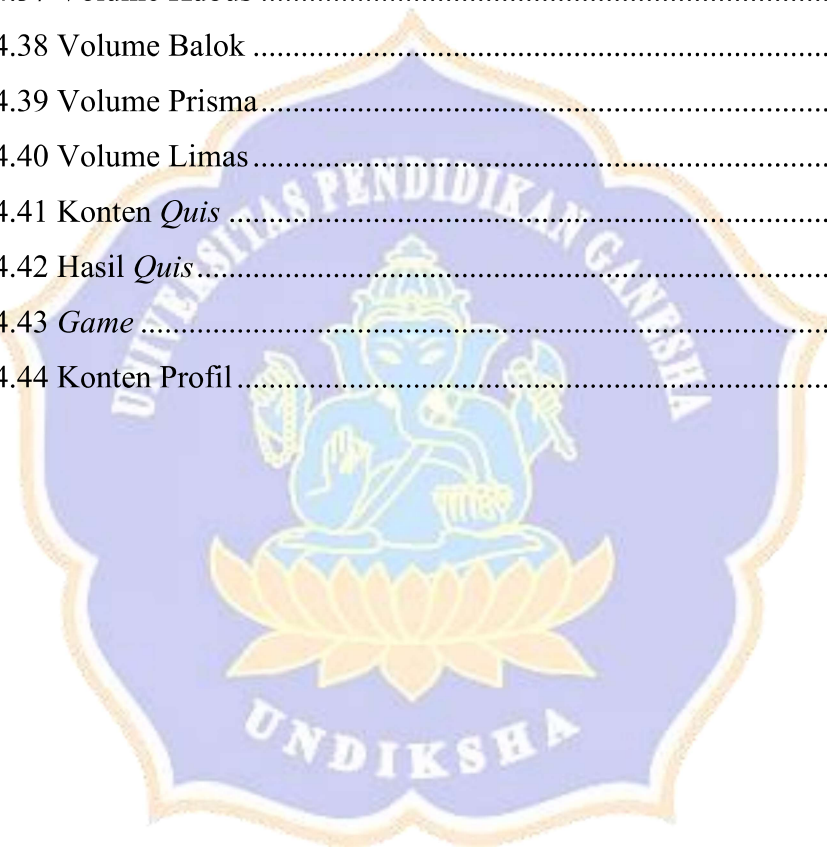 4.38 Volume Balok ........................................................................
4.39 Volume Prisma.......................................................................
4.40 Volume Limas........................................................................
4.41 Konten Quis ...........................................................................
4.42 Hasil Quis...............................................................................
4.43 Game ......................................................................................
4.44 Konten Profil..........................................................................
UNIVERSITAS PENDIDIKAN GANESHA
UNDIKSHA